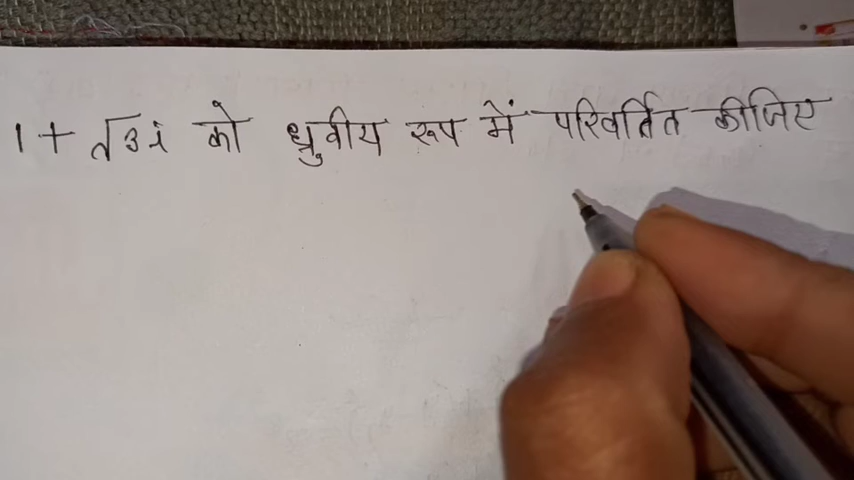 1 + √3i को ध्रुवीय रूप में परिवर्तित कीजिए